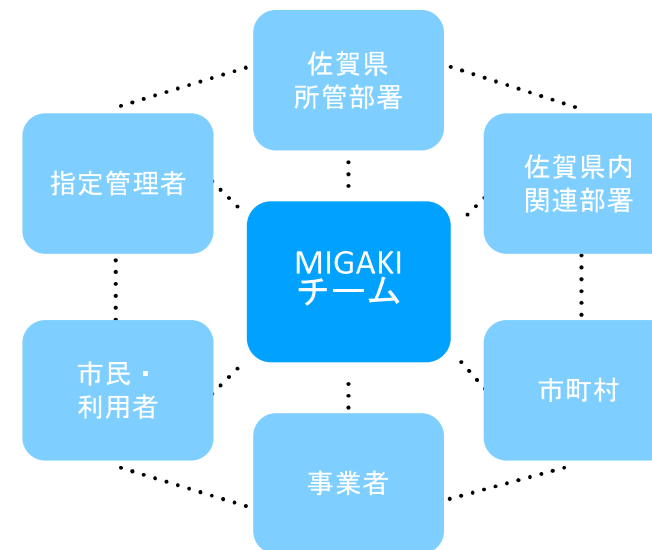 佐賀県
所管部署
指定管理者
佐賀県内
関連部署
MIGAKI
チーム
市民・
利用者
市町村
事業者